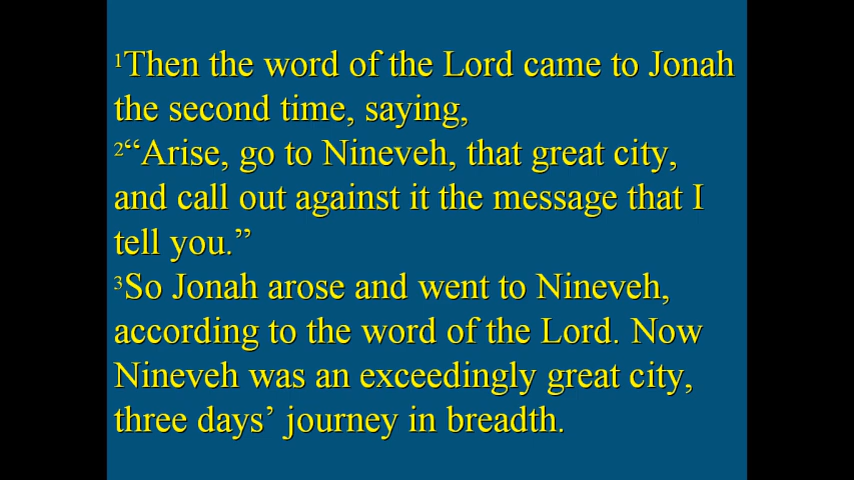 ¹Then the word of the Lord came to Jonah
the second time, saying,
²“Arise, go to Nineveh, that great city,
and call out against it the message that I
tell you.”
³So Jonah arose and went to Nineveh,
according to the word of the Lord. Now
Nineveh was an exceedingly great city,
three days’ journey in breadth.